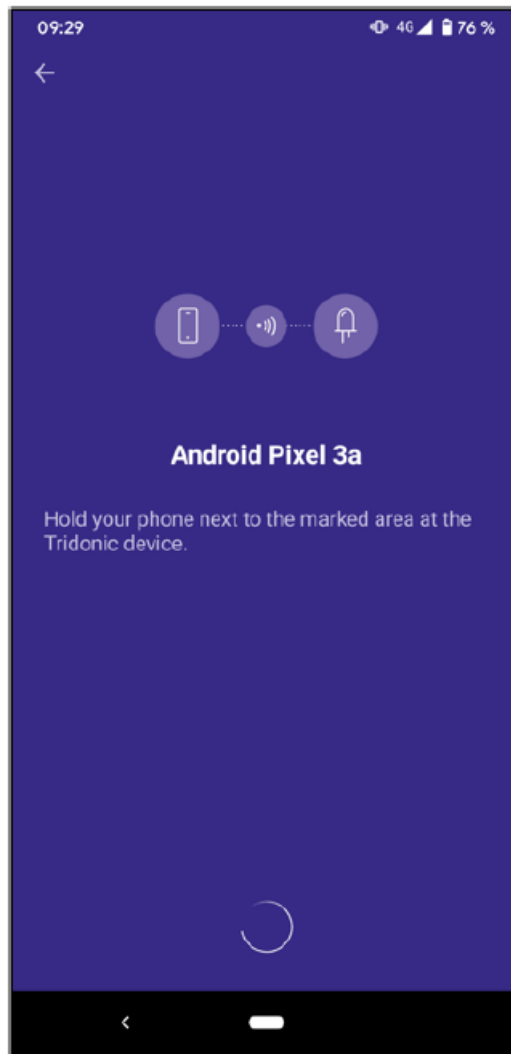 09:29 4G 76 %
Android Pixel 3a
Hold your phone next to the marked area at the
Tridonic device.